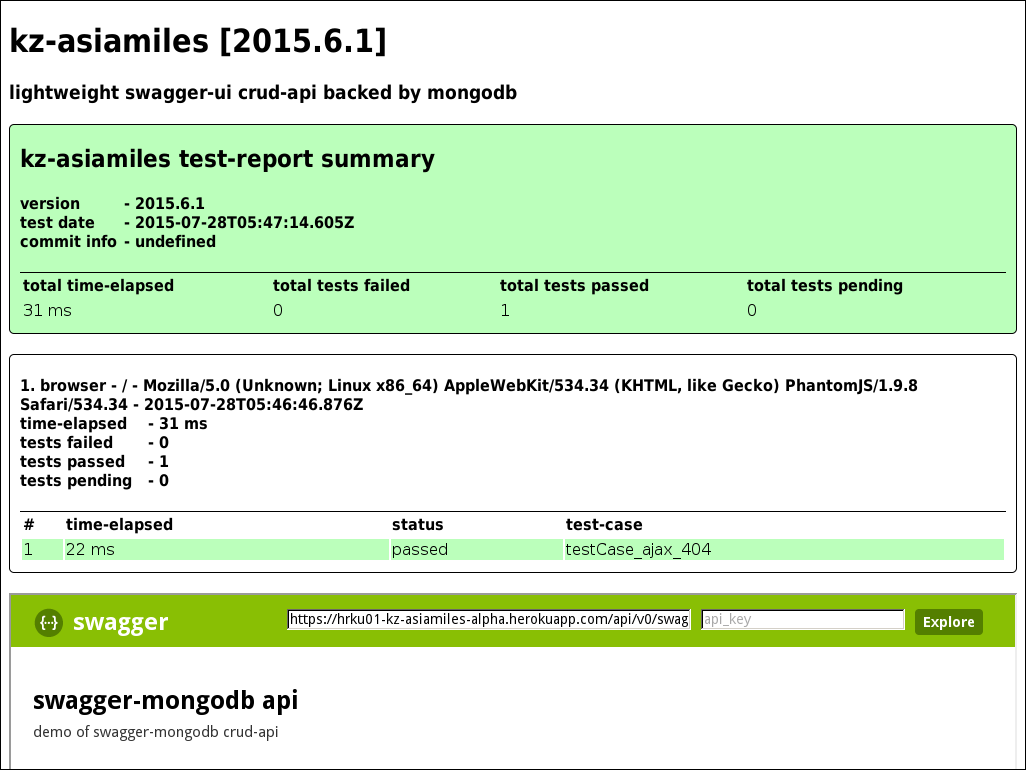 kz-asiamiles [2015.6.1]
lightweight swagger-ui crud-api backed by mongodb
kz-asiamiles test-report summary
version - 2015.6.1
test date - 2015-07-28T05:47:14.605Z
commit info - undefined
total time-elapsed total tests failed total tests passed total tests pending
31 ms 0 1 0
1. browser - / - Mozilla/5.0 (Unknown; Linux x86_64) AppleWebKit/534.34 (KHTML, like Gecko) PhantomJS/1.9.8
Safari/534.34 - 2015-07-28T05:46:46.876Z
time-elapsed - 31 ms
tests failed - 0
tests passed - 1
tests pending - 0
# time-elapsed status test-case
1 22 ms passed testCase_ajax_404
{··} swagger https://hrku01-kz-asiamiles-alpha.herokuapp.com/api/v0/swag api_key Explore
swagger-mongodb api
demo of swagger-mongodb crud-api